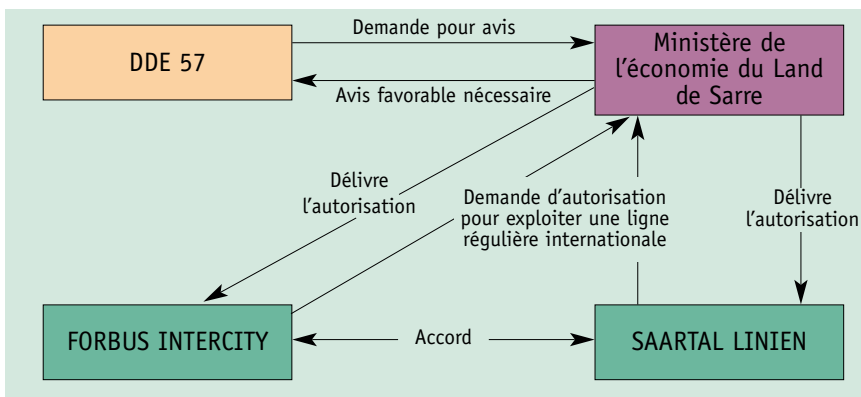 Demande pour avis
DDE 57
Ministère de
l'économie du Land
de Sarre
Avis favorable nécessaire
Délivre
l'autorisation
Demande d'autorisation
pour exploiter une ligne
régulière internationale
Délivre
l'autorisation
FORBUS INTERCITY
Accord
SAARTAL LINIEN